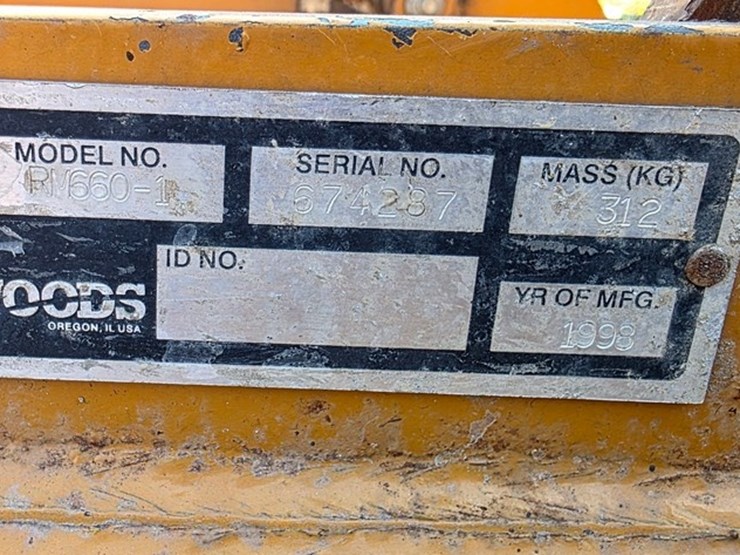 MODEL NO.
RM660-1
SERIAL NO.
674287
MASS (KG)
312
ID NO.
WOODS
OREGON, IL USA
YR OF MFG.
1998